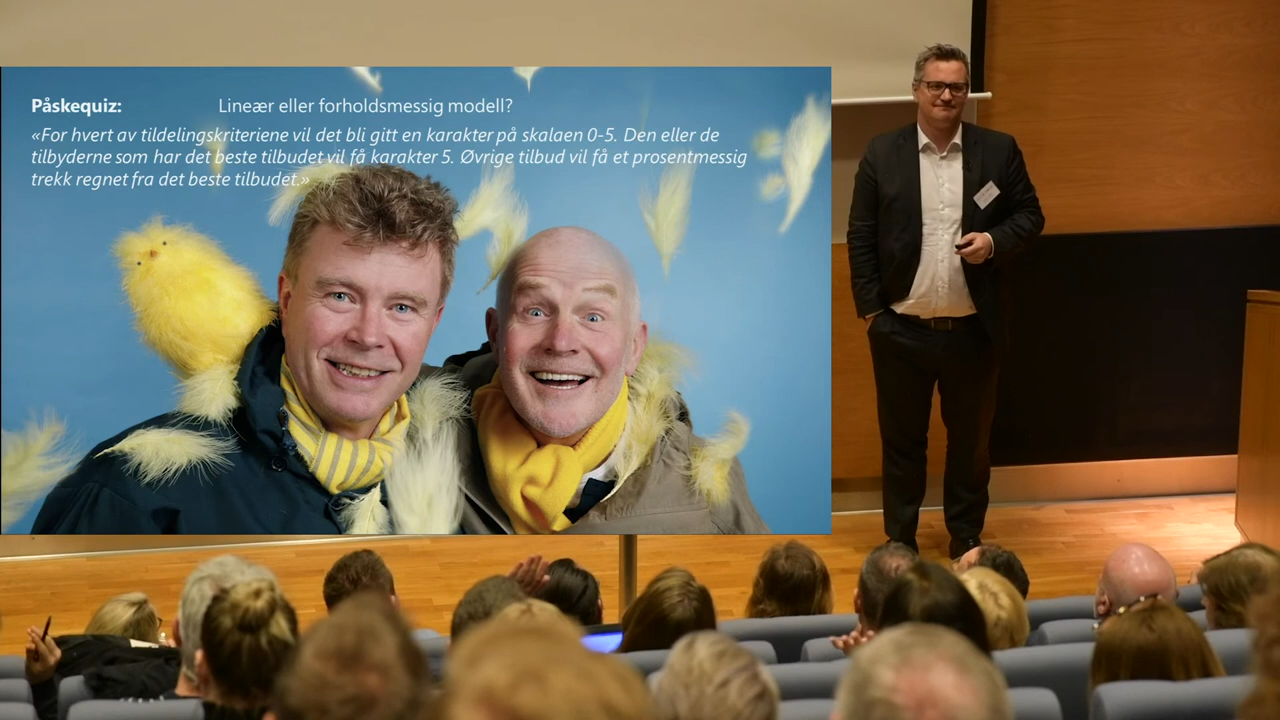 Påskequiz: Lineær eller forholdsmessig modell?
«For hvert av tildelingskriteriene vil det bli gitt en karakter på skalaen 0-5. Den eller de
tilbyderne som har det beste tilbudet vil få karakter 5. Øvrige tilbud vil få et prosentmessig
trekk regnet fra det beste tilbudet.»